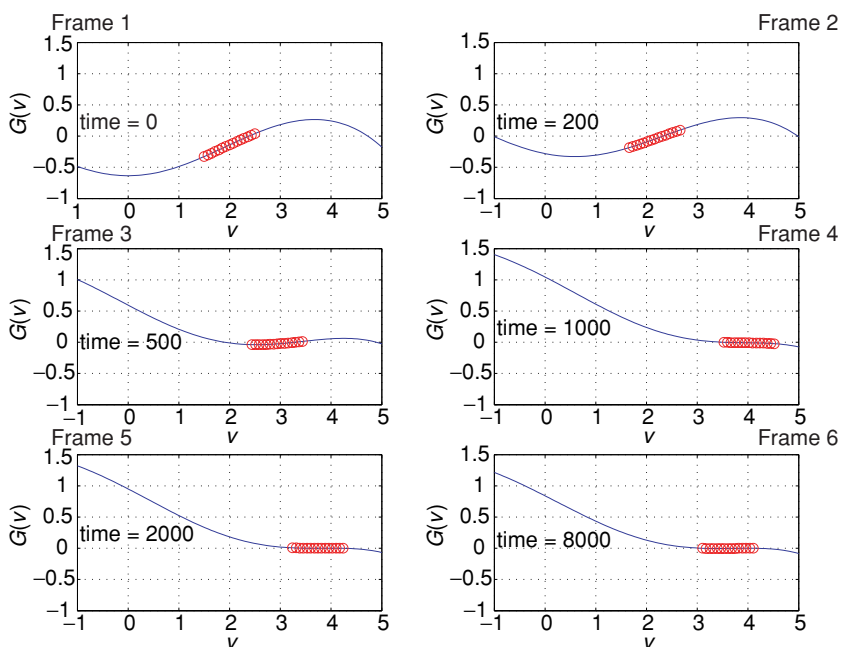 Frame 1
Frame 2
1.5
1
0.5
0
−0.5
−1
G(v)
time = 0
−1 0 1 2 3 4 5
v
1.5
1
0.5
0
−0.5
−1
G(v)
time = 200
−1 0 1 2 3 4 5
v
Frame 3
Frame 4
1.5
1
0.5
0
−0.5
−1
G(v)
time = 500
−1 0 1 2 3 4 5
v
1.5
1
0.5
0
−0.5
−1
G(v)
time = 1000
−1 0 1 2 3 4 5
v
Frame 5
Frame 6
1.5
1
0.5
0
−0.5
−1
G(v)
time = 2000
−1 0 1 2 3 4 5
v
1.5
1
0.5
0
−0.5
−1
G(v)
time = 8000
−1 0 1 2 3 4 5
v